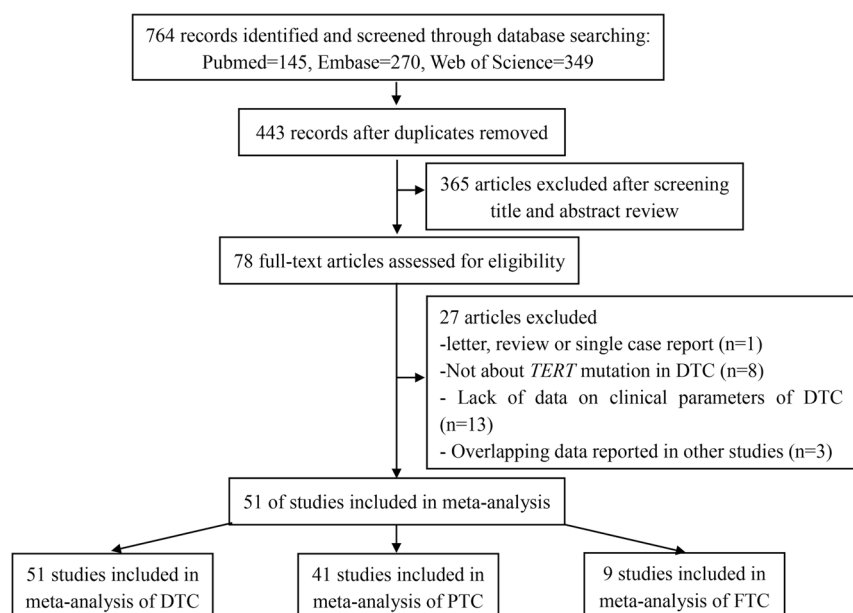 764 records identified and screened through database searching:
Pubmed=145, Embase=270, Web of Science=349
443 records after duplicates removed
365 articles excluded after screening
title and abstract review
78 full-text articles assessed for eligibility
27 articles excluded
-letter, review or single case report (n=1)
-Not about TERT mutation in DTC (n=8)
- Lack of data on clinical parameters of DTC
(n=13)
- Overlapping data reported in other studies (n=3)
51 of studies included in meta-analysis
51 studies included in
meta-analysis of DTC
41 studies included in
meta-analysis of PTC
9 studies included in
meta-analysis of FTC